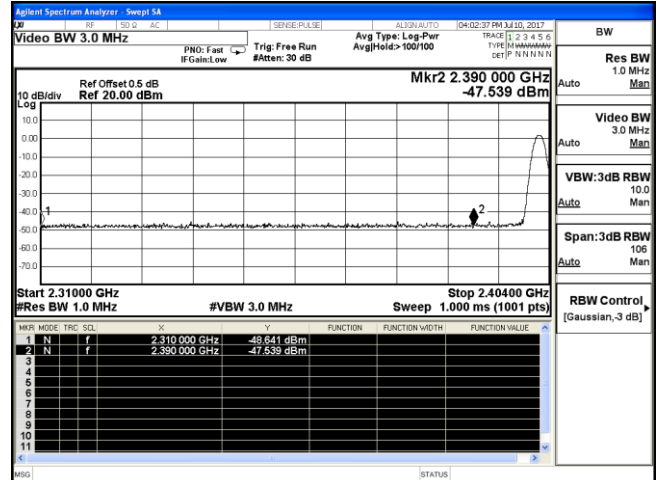 Agilent Spectrum Analyzer - Swept SA
LXI RF 50 Ω AC SENSE:PULSE ALIGN AUTO 04:02:37 PM Jul 10, 2017
Video BW 3.0 MHz
PNO: Fast
IFGain:Low
Trig: Free Run
#Atten: 30 dB
Avg Type: Log-Pwr
Avg|Hold:>100/100
TRACE 1 2 3 4 5 6
TYPE M WWWWW
DET P N N N N N
Ref Offset 0.5 dB
10 dB/div Ref 20.00 dBm
Log
Mkr2 2.390 000 GHz
-47.539 dBm
10.0
0.00
-10.0
-20.0
-30.0
-40.0
-50.0
-60.0
-70.0
1
2
Start 2.31000 GHz Stop 2.40400 GHz
#Res BW 1.0 MHz #VBW 3.0 MHz Sweep 1.000 ms (1001 pts)
MKR MODE TRC SCL X Y FUNCTION FUNCTION WIDTH FUNCTION VALUE
1 N f 2.310 000 GHz -48.641 dBm
2 N f 2.390 000 GHz -47.539 dBm
3
4
5
6
7
8
9
10
11
MSG STATUS
BW
Res BW
1.0 MHz
Auto Man
Video BW
3.0 MHz
Auto Man
VBW:3dB RBW
10.0
Auto Man
Span:3dB RBW
106
Auto Man
RBW Control
[Gaussian,-3 dB]